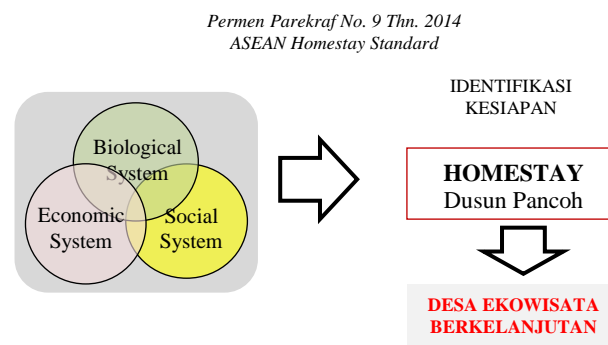 Permen Parekraf No. 9 Thn. 2014
ASEAN Homestay Standard
IDENTIFIKASI
KESIAPAN
Biological
System
Economic
System
Social
System
HOMESTAY
Dusun Pancoh
DESA EKOWISATA
BERKELANJUTAN